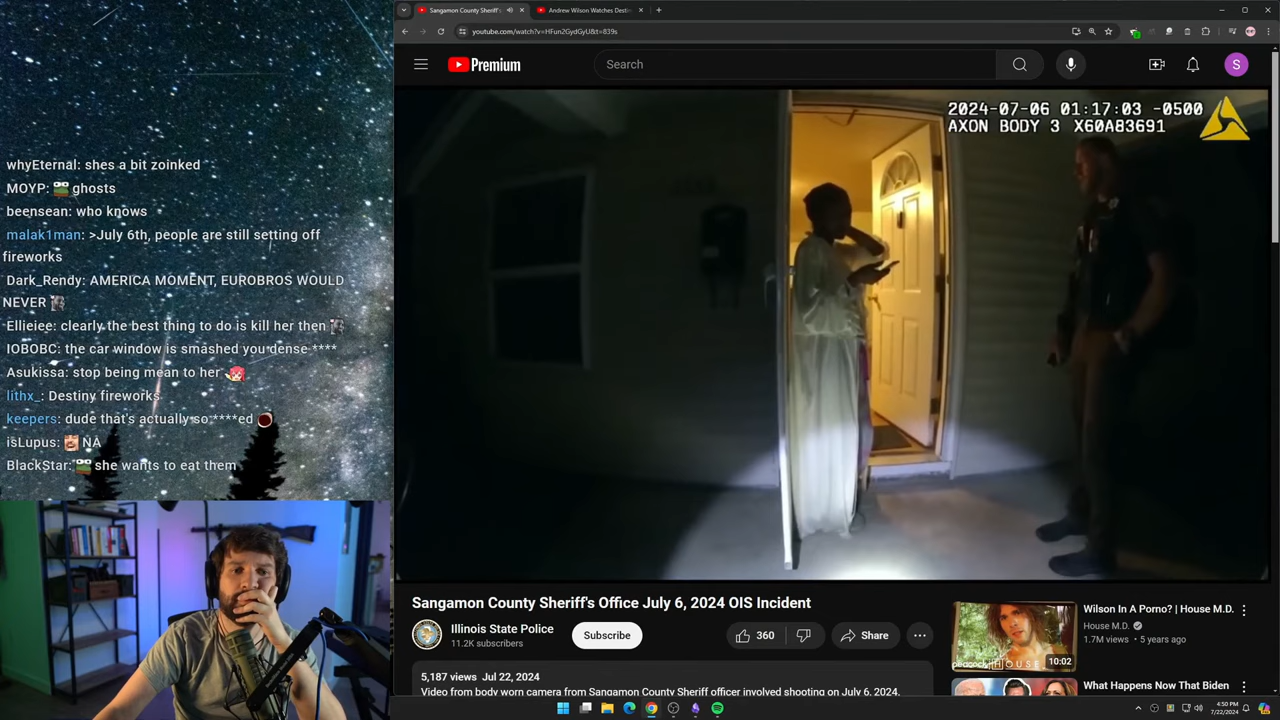 Sangamon County Sheriff's
Andrew Wilson Watches Desti
youtube.com/watch?v=HFun2GydGyU&t=839s
Premium
Search
S
2024-07-06 01:17:03 -0500
AXON BODY 3 X60A83691
whyEternal: shes a bit zoinked
MOYP: ghosts
beensean: who knows
malak1man: >July 6th, people are still setting off
fireworks
Dark_Rendy: AMERICA MOMENT, EUROBROS WOULD
NEVER
Ellieiee: clearly the best thing to do is kill her then
IOBOBC: the car window is smashed you dense ****
Asukissa: stop being mean to her
lithx_: Destiny fireworks
keepers: dude that's actually so ****ed
isLupus: NA
BlackStar: she wants to eat them
Sangamon County Sheriff's Office July 6, 2024 OIS Incident
Illinois State Police
11.2K subscribers
Subscribe
360
Share
5,187 views Jul 22, 2024
Video from body worn camera from Sangamon County Sheriff officer involved shooting on July 6, 2024,
peacock HOUSE
10:02
Wilson In A Porno? | House M.D.
House M.D.
1.7M views • 5 years ago
What Happens Now That Biden
4:50 PM
7/22/2024